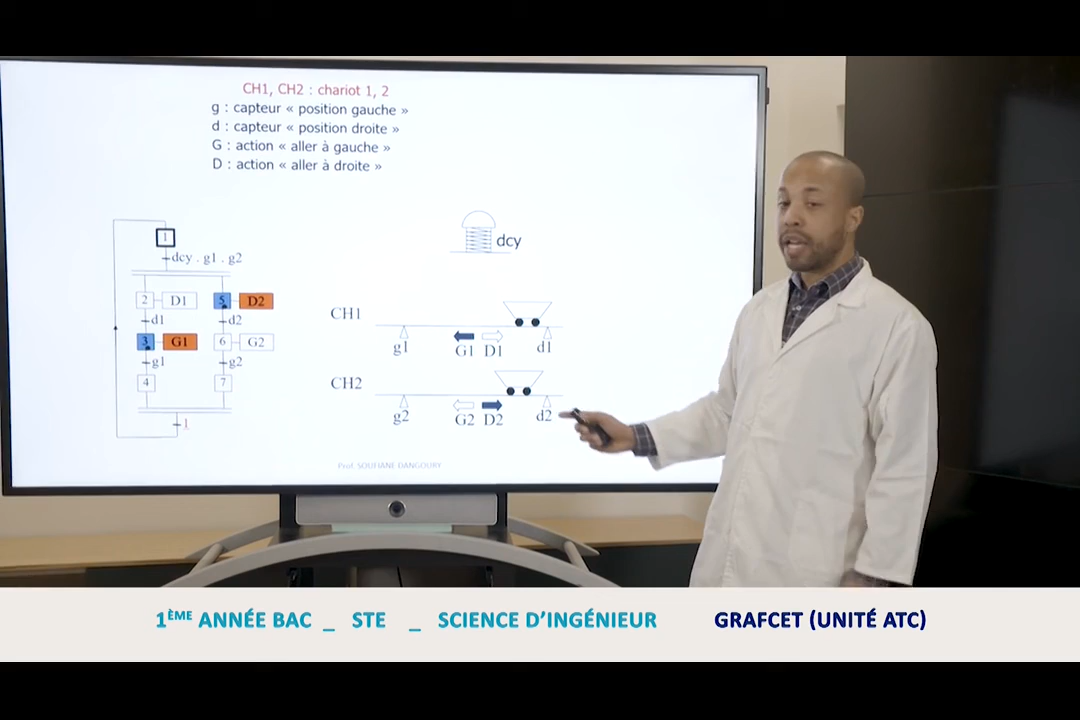 CH1, CH2 : chariot 1, 2
g : capteur « position gauche »
d : capteur « position droite »
G : action « aller à gauche »
D : action « aller à droite »
1
dcy . g1 . g2
2 D1 5 D2
d1 d2
3 G1 6 G2
g1 g2
4 7
1
dcy
CH1
g1 G1 D1 d1
CH2
g2 G2 D2 d2
Prof. SOUFIANE DANGOURY
1ÈME ANNÉE BAC _ STE _ SCIENCE D'INGÉNIEUR GRAFCET (UNITÉ ATC)